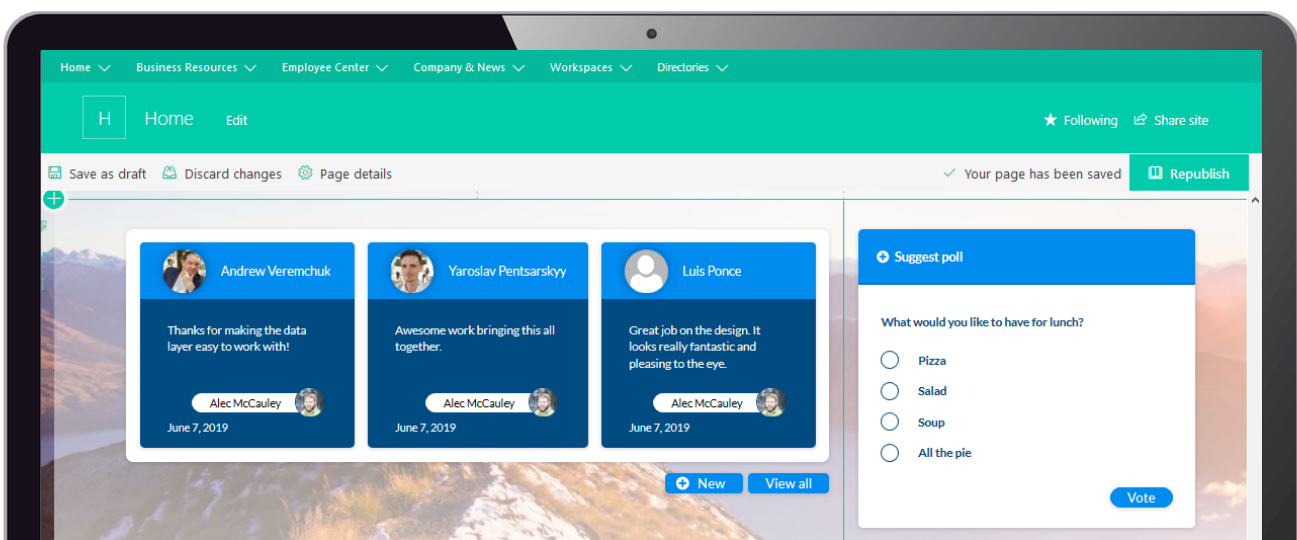 Home Business Resources Employee Center Company & News Workspaces Directories
H Home Edit Following Share site
Save as draft Discard changes Page details Your page has been saved Republish
Andrew Veremchuk
Thanks for making the data
layer easy to work with!
Alec McCauley
June 7, 2019
Yaroslav Pentsarskyy
Awesome work bringing this all
together.
Alec McCauley
June 7, 2019
Luis Ponce
Great job on the design. It
looks really fantastic and
pleasing to the eye.
Alec McCauley
June 7, 2019
New View all
Suggest poll
What would you like to have for lunch?
Pizza
Salad
Soup
All the pie
Vote